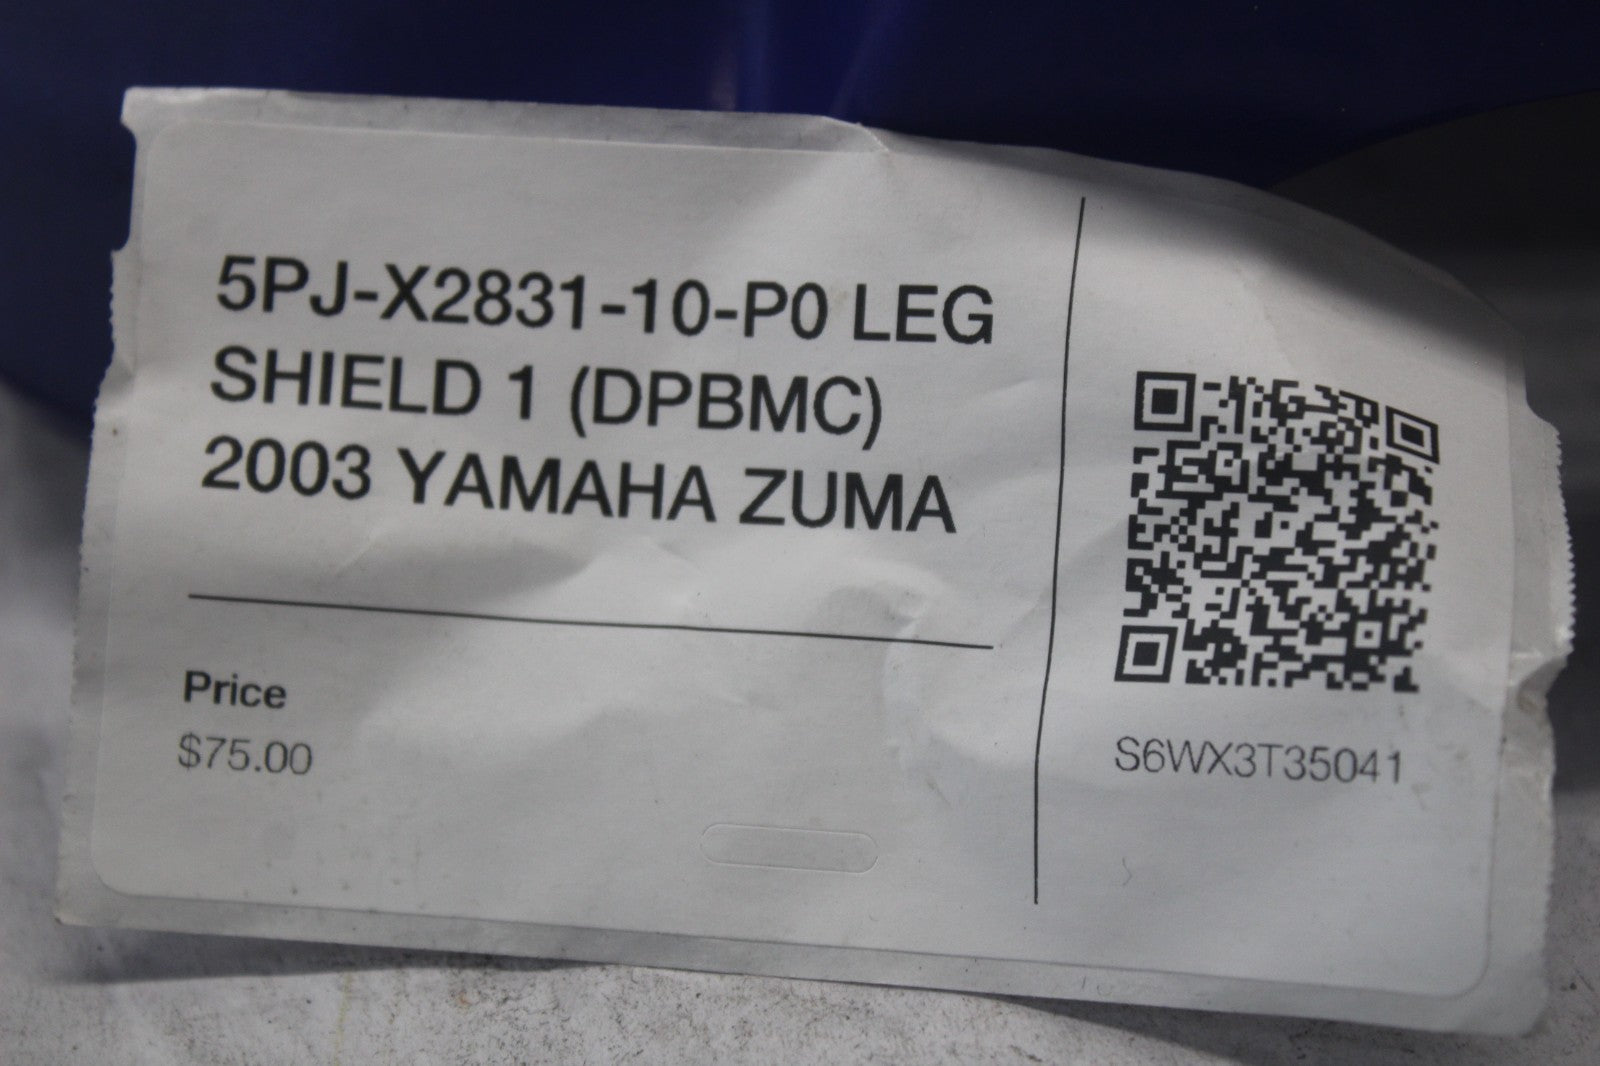 5PJ-X2831-10-P0 LEG
SHIELD 1 (DPBMC)
2003 YAMAHA ZUMA
Price
$75.00
S6WX3T35041